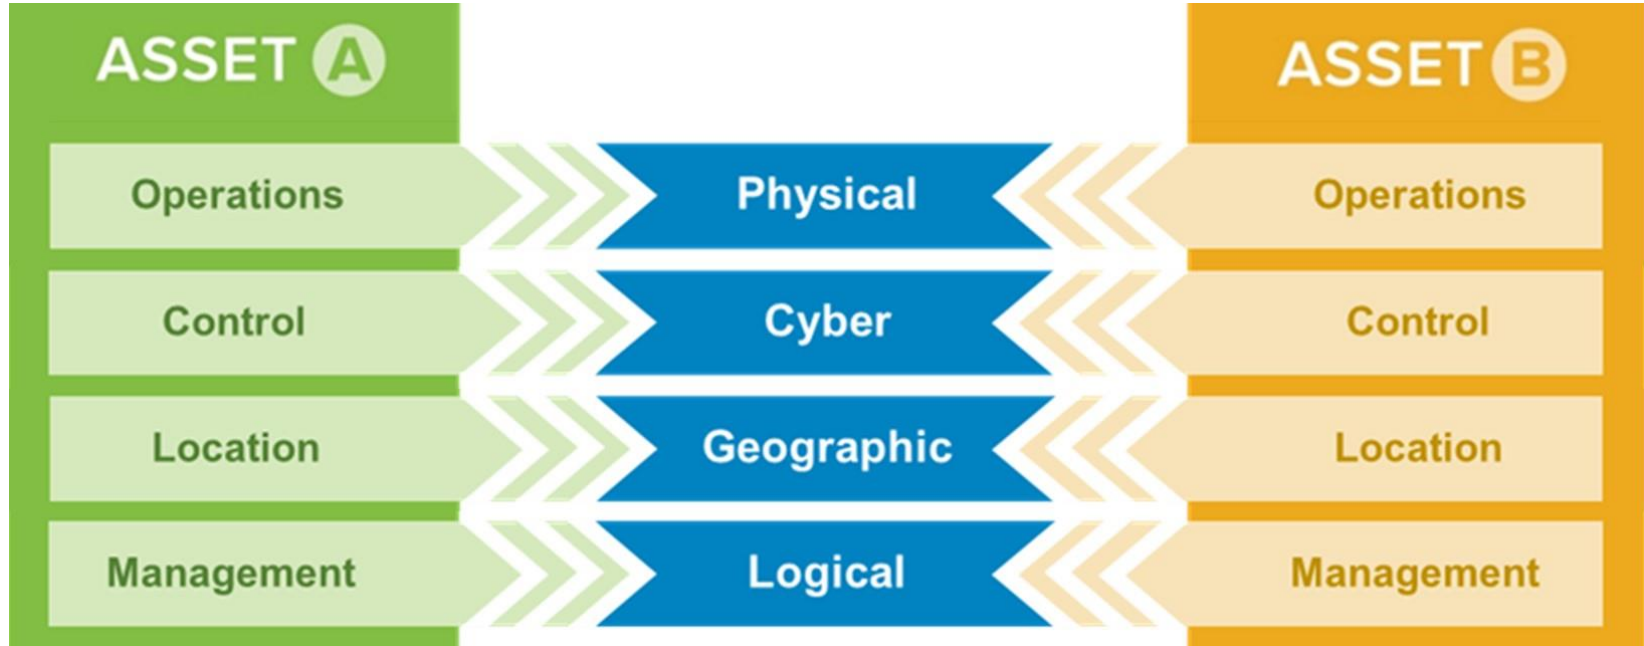 ASSET A
ASSET B
Operations
Physical
Operations
Control
Cyber
Control
Location
Geographic
Location
Management
Logical
Management